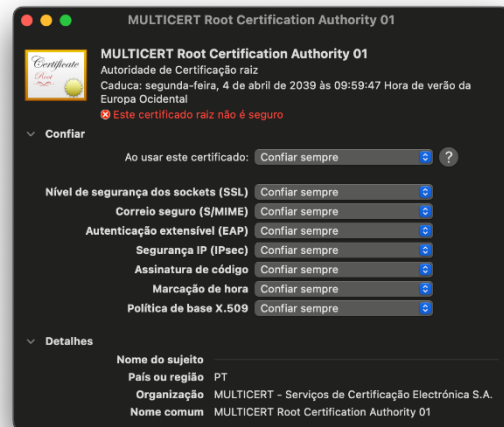 MULTICERT Root Certification Authority 01
Certificate
Root
MULTICERT Root Certification Authority 01
Autoridade de Certificação raiz
Caduca: segunda-feira, 4 de abril de 2039 às 09:59:47 Hora de verão da
Europa Ocidental
Este certificado raiz não é seguro
Confiar
Ao usar este certificado: Confiar sempre ?
Nível de segurança dos sockets (SSL) Confiar sempre
Correio seguro (S/MIME) Confiar sempre
Autenticação extensível (EAP) Confiar sempre
Segurança IP (IPsec) Confiar sempre
Assinatura de código Confiar sempre
Marcação de hora Confiar sempre
Política de base X.509 Confiar sempre
Detalhes
Nome do sujeito
País ou região PT
Organização MULTICERT - Serviços de Certificação Electrónica S.A.
Nome comum MULTICERT Root Certification Authority 01